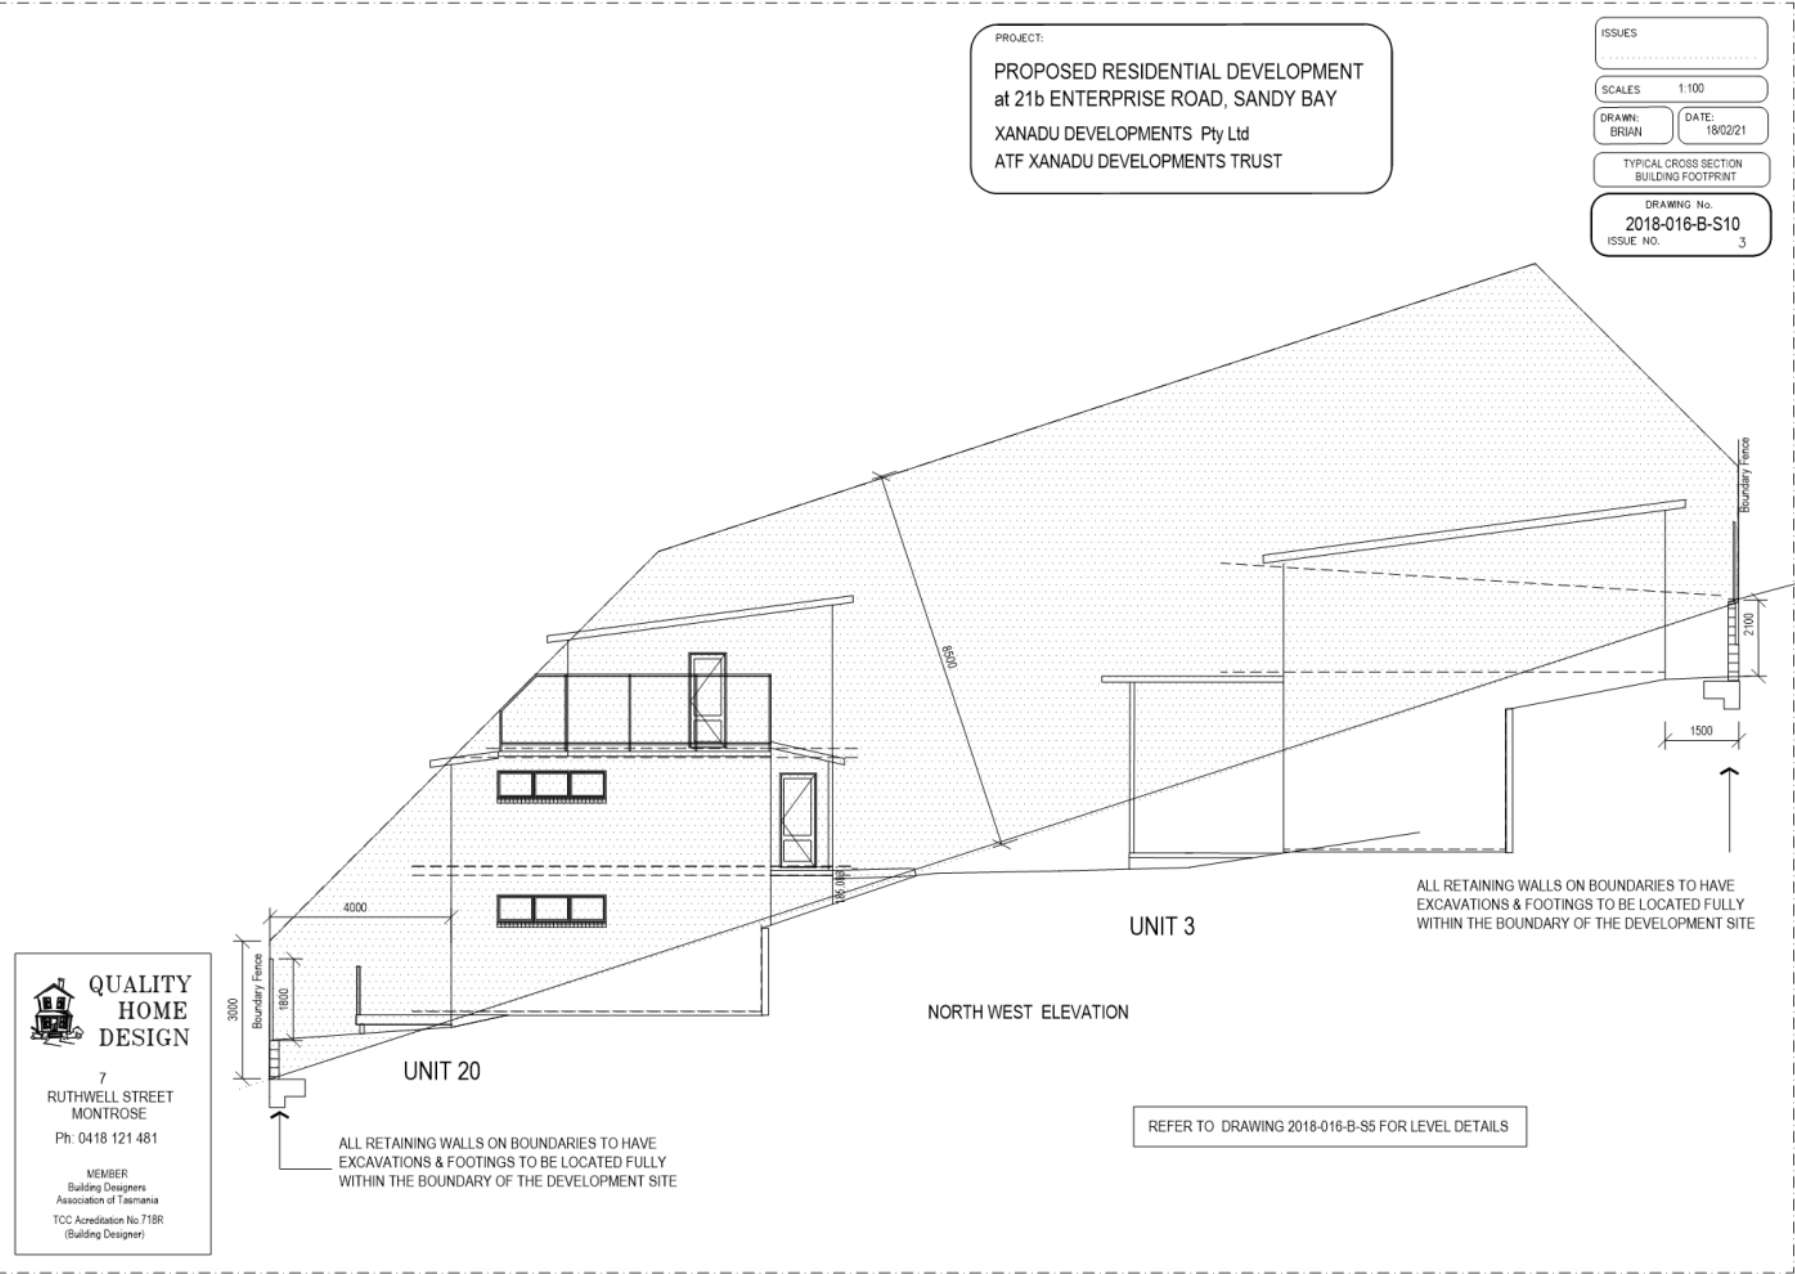 PROJECT:
PROPOSED RESIDENTIAL DEVELOPMENT
at 21b ENTERPRISE ROAD, SANDY BAY
XANADU DEVELOPMENTS Pty Ltd
ATF XANADU DEVELOPMENTS TRUST
ISSUES
SCALES 1:100
DRAWN:
BRIAN
DATE:
18/02/21
TYPICAL CROSS SECTION
BUILDING FOOTPRINT
DRAWING No.
2018-016-B-S10
ISSUE NO. 3
Boundary Fence
8500
2100
1500
ALL RETAINING WALLS ON BOUNDARIES TO HAVE
EXCAVATIONS & FOOTINGS TO BE LOCATED FULLY
WITHIN THE BOUNDARY OF THE DEVELOPMENT SITE
UNIT 3
4000
3000
Boundary Fence
1800
NORTH WEST ELEVATION
UNIT 20
ALL RETAINING WALLS ON BOUNDARIES TO HAVE
EXCAVATIONS & FOOTINGS TO BE LOCATED FULLY
WITHIN THE BOUNDARY OF THE DEVELOPMENT SITE
REFER TO DRAWING 2018-016-B-S5 FOR LEVEL DETAILS
QUALITY
HOME
DESIGN
7
RUTHWELL STREET
MONTROSE
Ph: 0418 121 481
MEMBER
Building Designers
Association of Tasmania
TCC Acreditation No.718R
(Building Designer)